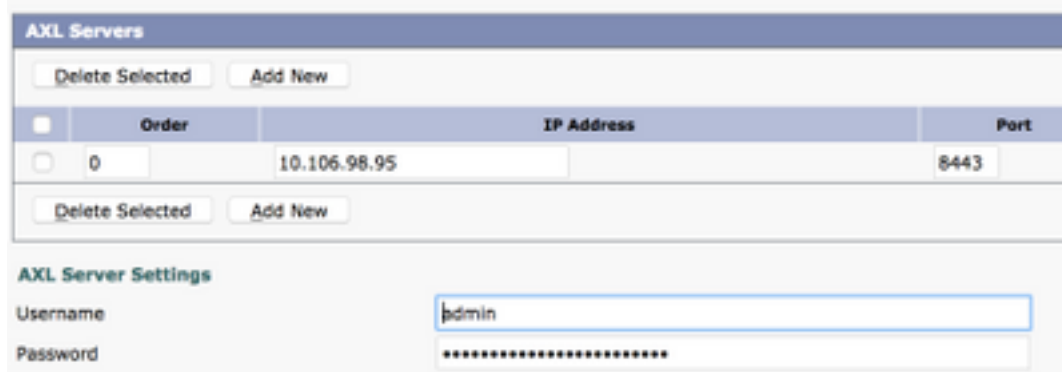 AXL Servers
Delete Selected Add New
Order IP Address Port
0 10.106.98.95 8443
Delete Selected Add New
AXL Server Settings
Username admin
Password ••••••••••••••••••••••••